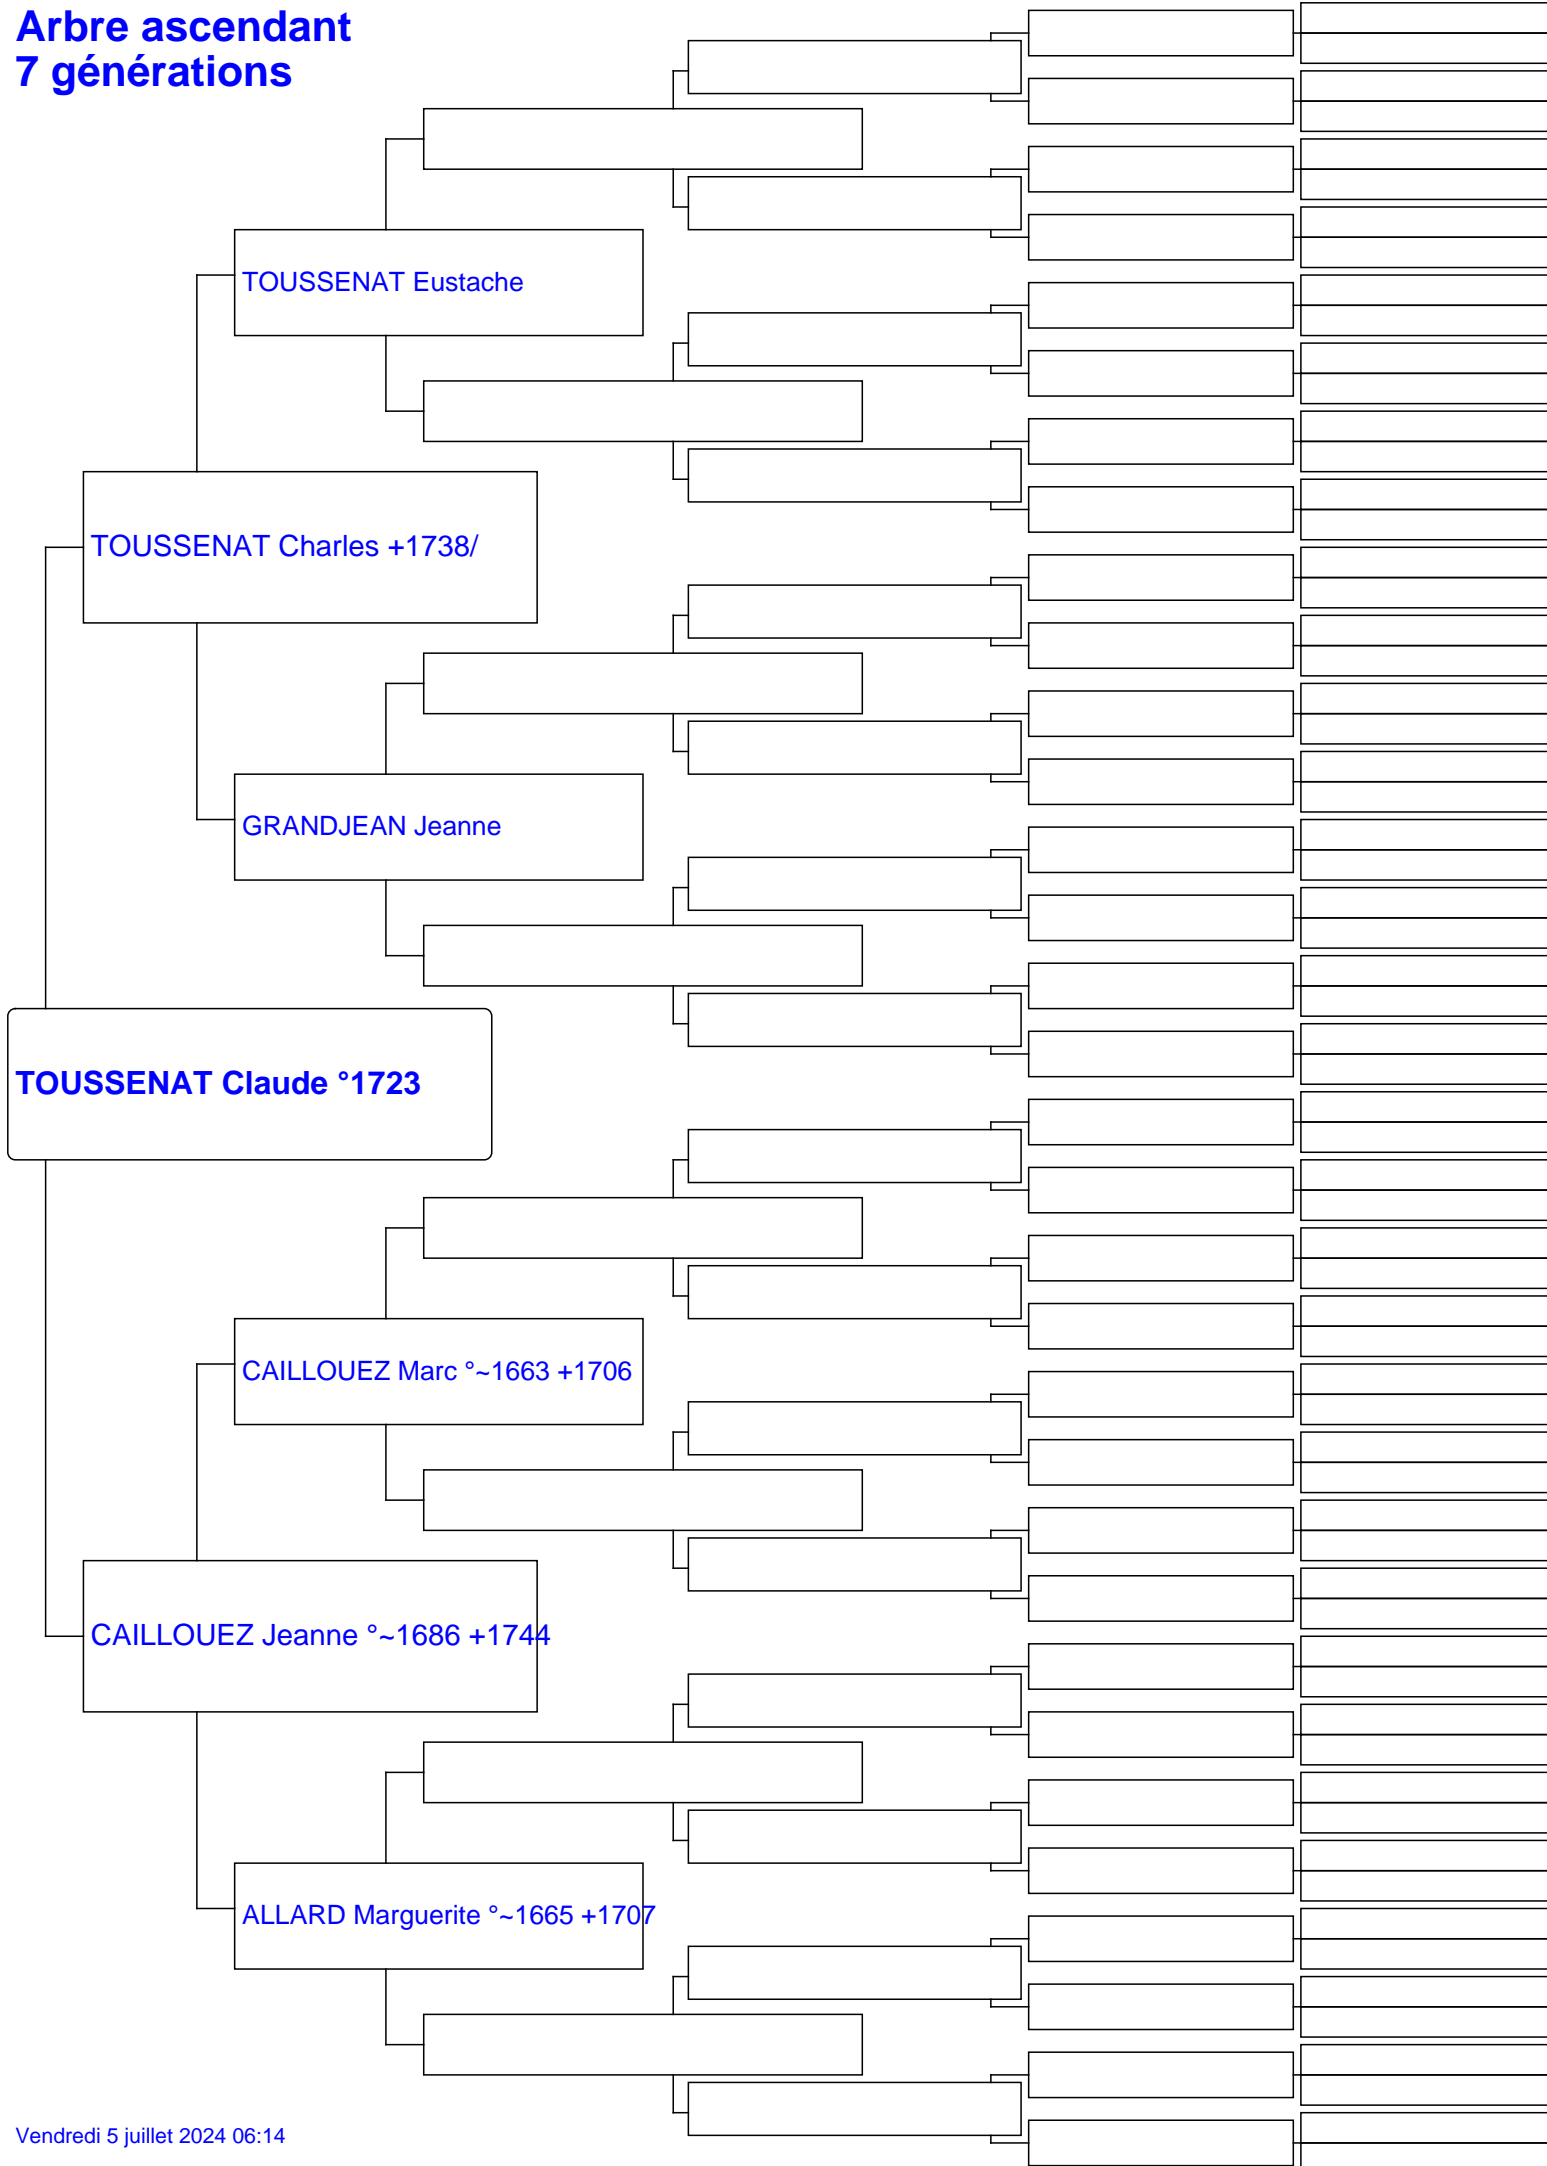 Arbre ascendant
7 générations
TOUSSENAT Eustache
TOUSSENAT Charles +1738/
GRANDJEAN Jeanne
TOUSSENAT Claude °1723
CAILLOUEZ Marc °~1663 +1706
CAILLOUEZ Jeanne °~1686 +1744
ALLARD Marguerite °~1665 +1707
Vendredi 5 juillet 2024 06:14